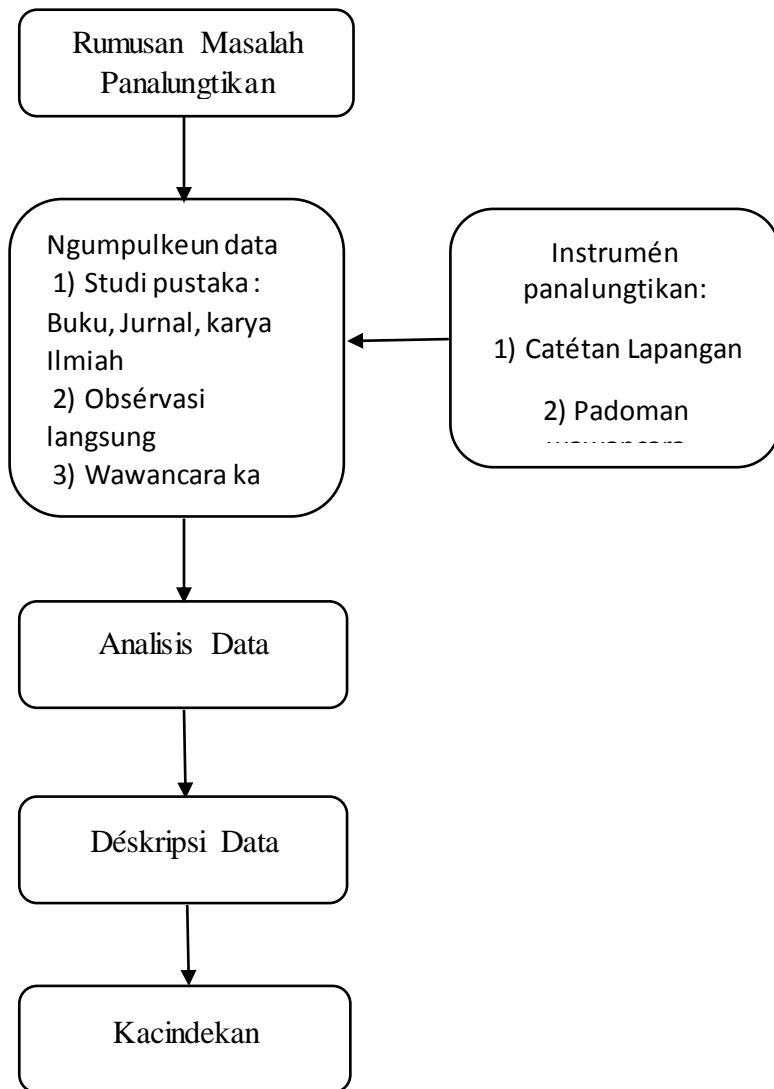 Rumusan Masalah
Panalungtikan
Ngumpulkeun data
1) Studi pustaka :
Buku, Jurnal, karya
Ilmiah
2) Obsérvasi
langsung
3) Wawancara ka
Instrumén
panalungtikan:
1) Catétan Lapangan
2) Padoman
Analisis Data
Déskripsi Data
Kacindekan